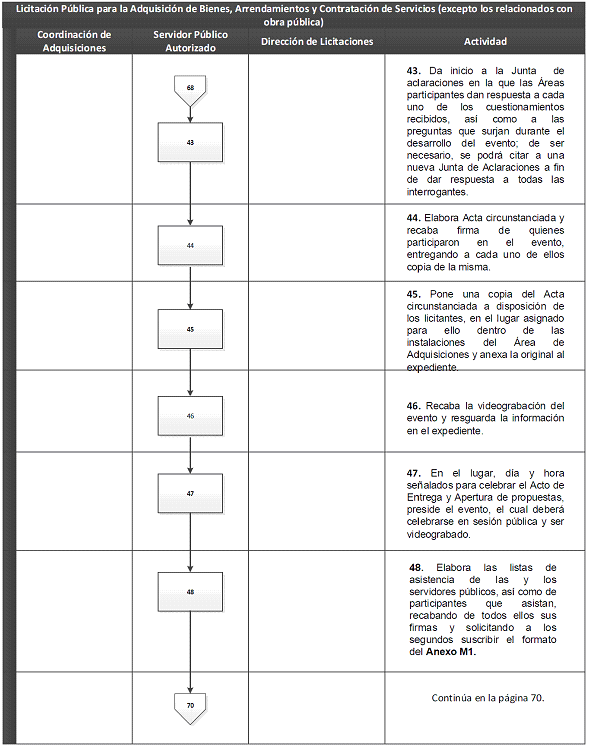 Licitación Pública para la Adquisición de Bienes, Arrendamientos y Contratación de Servicios (excepto los relacionados con
obra pública)
Coordinación de
Adquisiciones
Servidor Público
Autorizado
Dirección de Licitaciones
Actividad
68
43
43. Da inicio a la Junta de
aclaraciones en la que las Áreas
participantes dan respuesta a cada
uno de los cuestionamientos
recibidos, así como a las
preguntas que surjan durante el
desarrollo del evento; de ser
necesario, se podrá citar a una
nueva Junta de Aclaraciones a fin
de dar respuesta a todas las
interrogantes.
44
44. Elabora Acta circunstanciada y
recaba firma de quienes
participaron en el evento,
entregando a cada uno de ellos
copia de la misma.
45
45. Pone una copia del Acta
circunstanciada a disposición de
los licitantes, en el lugar asignado
para ello dentro de las
instalaciones del Área de
Adquisiciones y anexa la original al
expediente.
46
46. Recaba la videograbación del
evento y resguarda la información
en el expediente.
47
47. En el lugar, día y hora
señalados para celebrar el Acto de
Entrega y Apertura de propuestas,
preside el evento, el cual deberá
celebrarse en sesión pública y ser
videograbado.
48
48. Elabora las listas de
asistencia de las y los
servidores públicos, así como de
participantes que asistan,
recabando de todos ellos sus
firmas y solicitando a los
segundos suscribir el formato
del Anexo M1.
70
Continúa en la página 70.